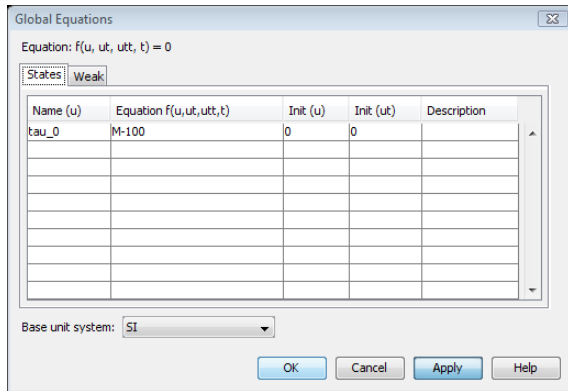 Global Equations
Equation: f(u, ut, utt, t) = 0
States Weak
Name (u) Equation f(u,ut,utt,t) Init (u) Init (ut) Description
tau_0 M-100 0 0
Base unit system: SI
OK Cancel Apply Help